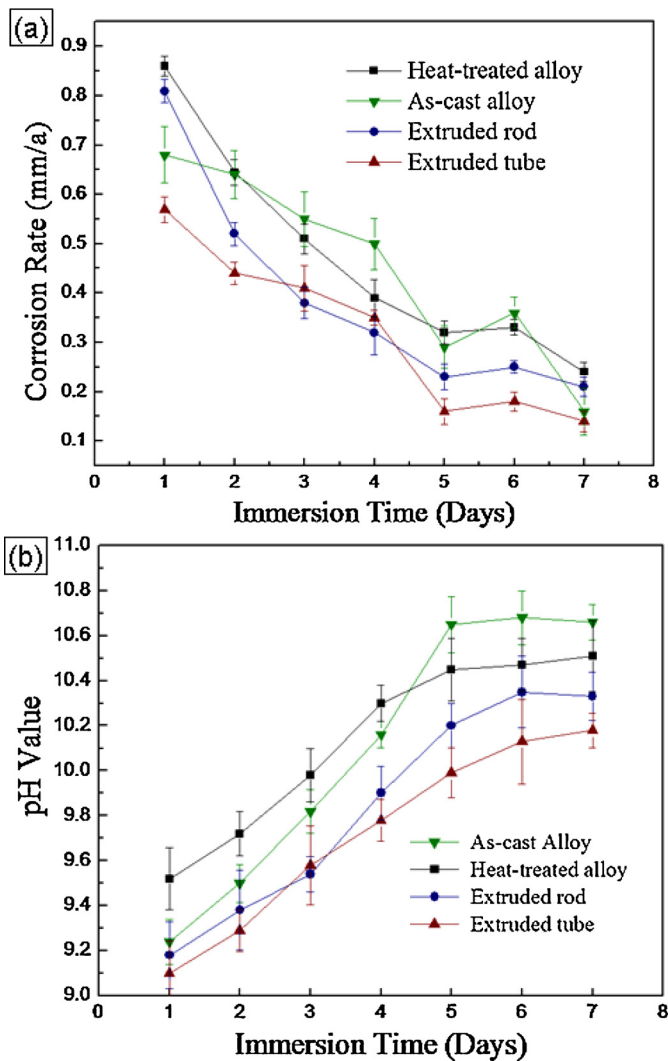 (a)
Corrosion Rate (mm/a)
0.9
0.8
0.7
0.6
0.5
0.4
0.3
0.2
0.1
Heat-treated alloy
As-cast alloy
Extruded rod
Extruded tube
0 1 2 3 4 5 6 7 8
Immersion Time (Days)
(b)
pH Value
11.0
10.8
10.6
10.4
10.2
10.0
9.8
9.6
9.4
9.2
9.0
As-cast Alloy
Heat-treated alloy
Extruded rod
Extruded tube
0 1 2 3 4 5 6 7 8
Immersion Time (Days)